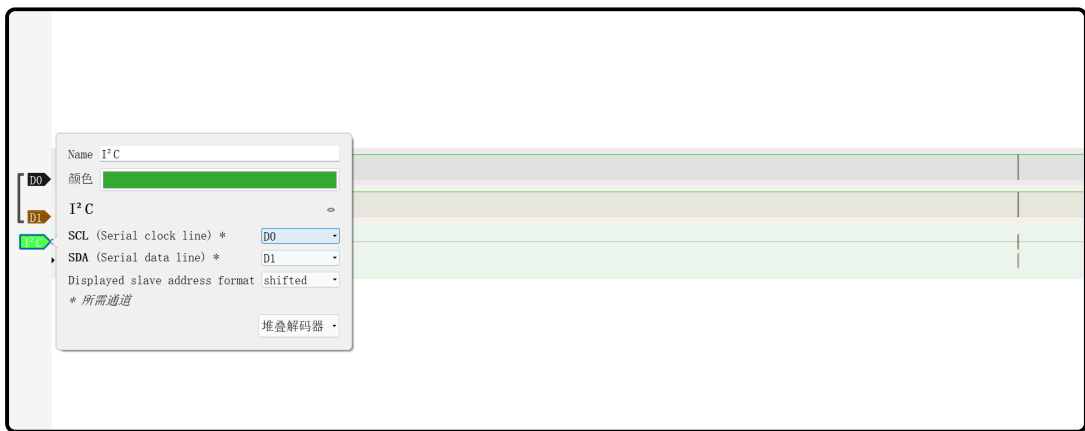 Name I²C
D0
颜色
I²C
D1
SCL (Serial clock line) * D0
I²C
SDA (Serial data line) * D1
Displayed slave address format shifted
* 所需通道
堆叠解码器